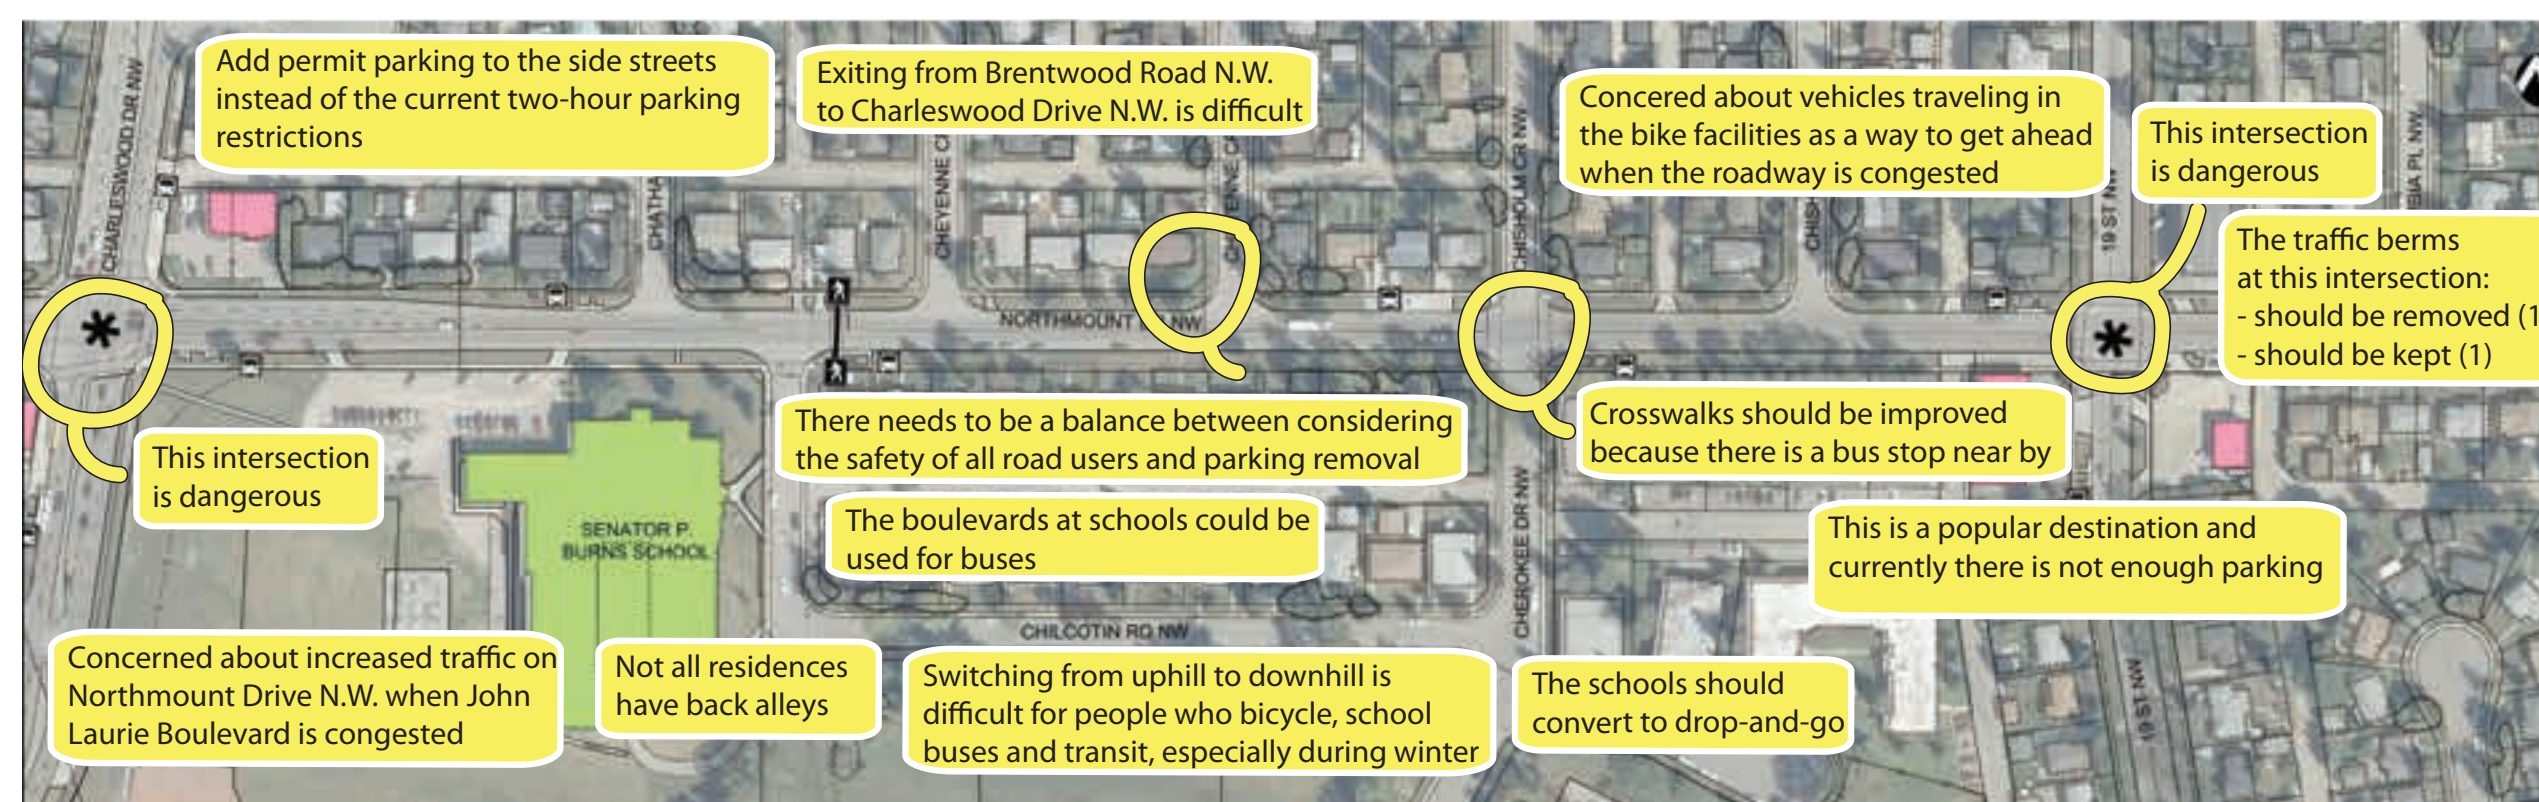 Add permit parking to the side streets
instead of the current two-hour parking
restrictions
Exiting from Brentwood Road N.W.
to Charleswood Drive N.W. is difficult
Concered about vehicles traveling in
the bike facilities as a way to get ahead
when the roadway is congested
This intersection
is dangerous
The traffic berms
at this intersection:
- should be removed (1
- should be kept (1)
CHARLESWOOD DR NW
CHATHA
CHEYENNE C
CHISHOLM CR NW
CHISH
19 ST N
BIA PL NW
NORTHMOUNT NW
There needs to be a balance between considering
the safety of all road users and parking removal
Crosswalks should be improved
because there is a bus stop near by
This intersection
is dangerous
The boulevards at schools could be
used for buses
This is a popular destination and
currently there is not enough parking
SENATOR P.
BURNS SCHOOL
CHEROKEE DR NW
CHILCOTIN RD NW
19 ST NW
Concerned about increased traffic on
Northmount Drive N.W. when John
Laurie Boulevard is congested
Not all residences
have back alleys
Switching from uphill to downhill is
difficult for people who bicycle, school
buses and transit, especially during winter
The schools should
convert to drop-and-go